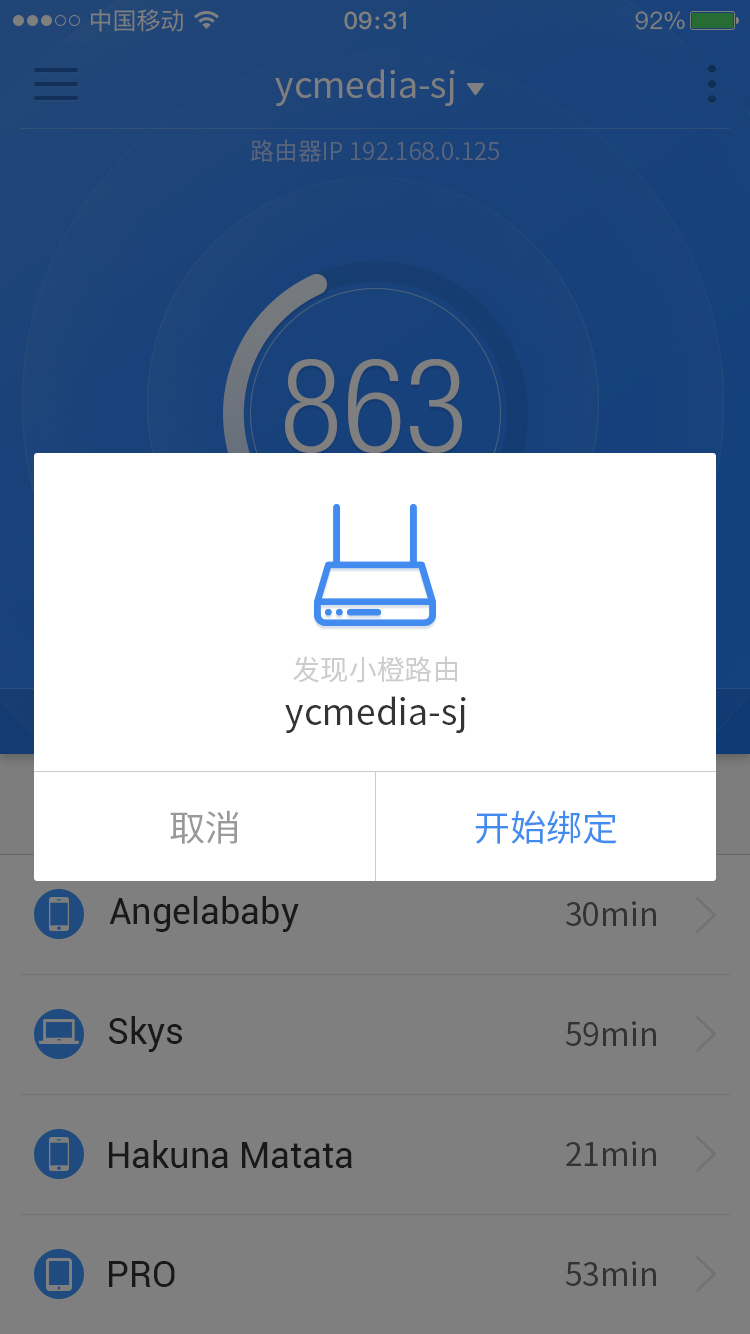 中国移动 09:31 92%
ycmedia-sj
路由器IP 192.168.0.125
863
发现小橙路由
ycmedia-sj
取消 开始绑定
Angelababy 30min
Skys 59min
Hakuna Matata 21min
PRO 53min